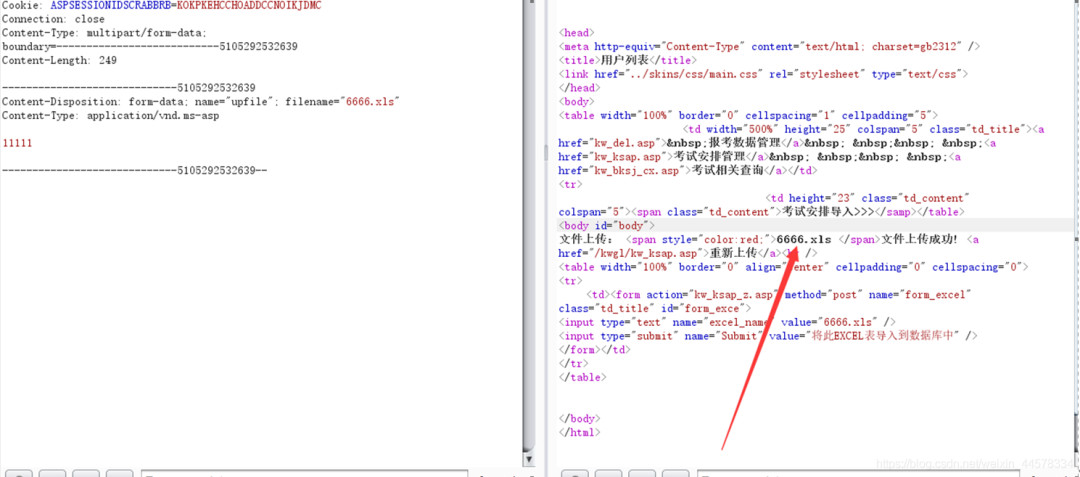 Cookie: ASPSESSIONIDSCRABBRB=KOKPKEHCCHOADDCCNOIKJDMC
Connection: close
Content-Type: multipart/form-data;
boundary=---------------------------5105292532639
Content-Length: 249
-----------------------------5105292532639
Content-Disposition: form-data; name="upfile"; filename="6666.xls"
Content-Type: application/vnd.ms-asp
11111
-----------------------------5105292532639--
<head>
<meta http-equiv="Content-Type" content="text/html; charset=gb2312" />
<title>用户列表</title>
<link href="../skins/css/main.css" rel="stylesheet" type="text/css">
</head>
<body>
<table width="100%" border="0" cellspacing="1" cellpadding="5">
<td width="500%" height="25" colspan="5" class="td_title"><a
href="kw_del.asp">&nbsp;报考数据管理</a>&nbsp; &nbsp;&nbsp; &nbsp;<a
href="kw_ksap.asp">考试安排管理</a>&nbsp; &nbsp;&nbsp; &nbsp;<a
href="kw_bksj_cx.asp">考试相关查询</a></td>
<tr>
<td height="23" class="td_content"
colspan="5"><span class="td_content">考试安排导入>>></samp></table>
<body id="body">
文件上传： <span style="color:red;">6666.xls </span>文件上传成功! <a
href="/kwgl/kw_ksap.asp">重新上传</a> />
<table width="100%" border="0" align="center" cellpadding="0" cellspacing="0">
<tr>
<td><form action="kw_ksap_z.asp" method="post" name="form_excel"
class="td_title" id="form_exce">
<input type="text" name="excel_name" value="6666.xls" />
<input type="submit" name="Submit" value="将此EXCEL表导入到数据库中" />
</form></td>
</tr>
</table>
</body>
</html>
https://blog.csdn.net/weixin_44578334